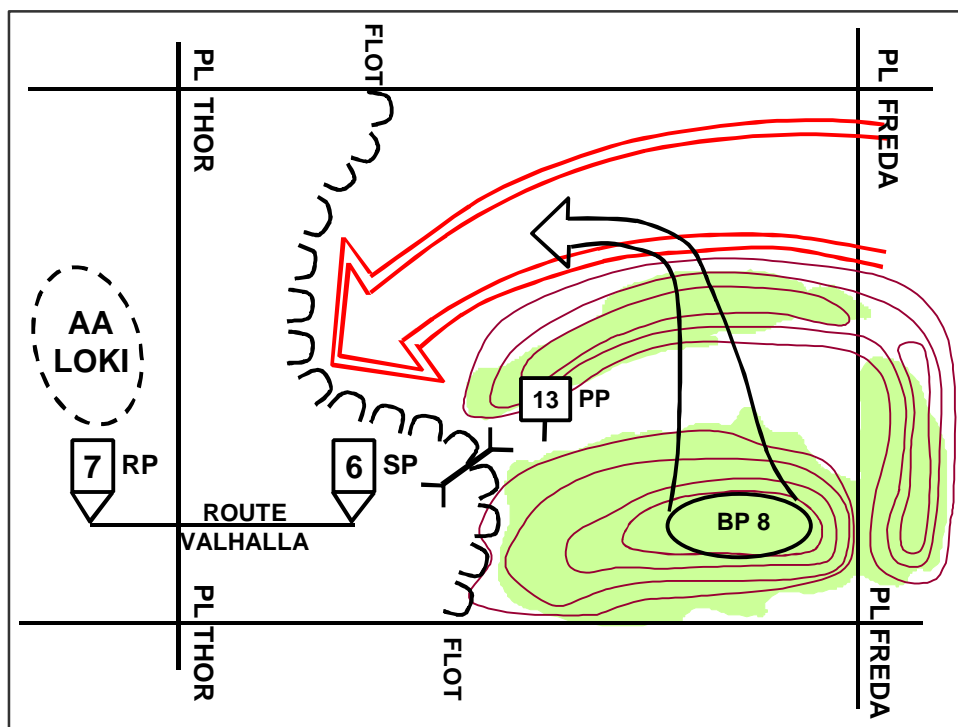 PL THOR
FLOT
PL FREDA
AA
LOKI
13 PP
7 RP
6 SP
ROUTE
VALHALLA
BP 8
PL THOR
FLOT
PL FREDA